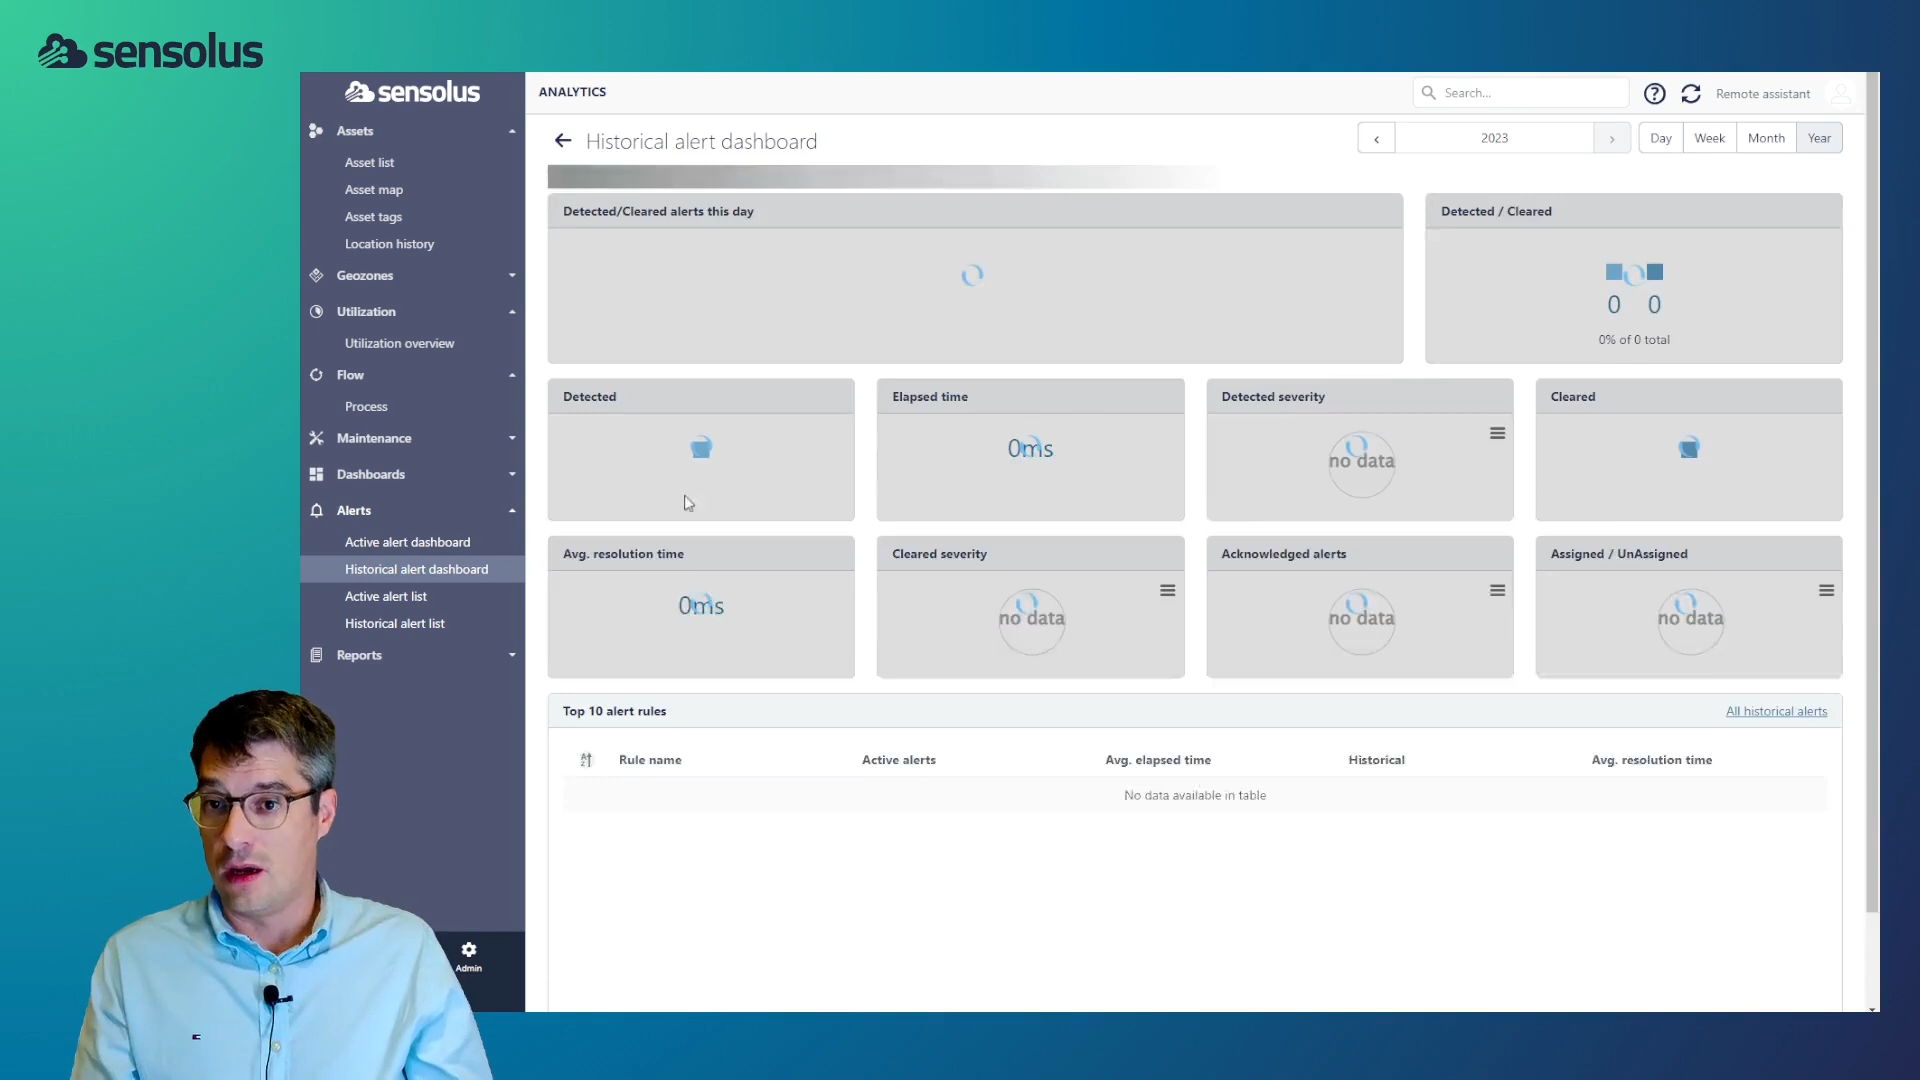 sensolus
sensolus
ANALYTICS
Search...
Remote assistant
Assets
Asset list
Asset map
Asset tags
Location history
Geozones
Utilization
Utilization overview
Flow
Process
Maintenance
Dashboards
Alerts
Active alert dashboard
Historical alert dashboard
Active alert list
Historical alert list
Reports
Admin
Historical alert dashboard
2023
Day Week Month Year
Detected/Cleared alerts this day
Detected / Cleared
0 0
0% of 0 total
Detected
Elapsed time
0ms
Detected severity
no data
Cleared
Avg. resolution time
0ms
Cleared severity
no data
Acknowledged alerts
no data
Assigned / UnAssigned
no data
Top 10 alert rules
All historical alerts
Rule name Active alerts Avg. elapsed time Historical Avg. resolution time
No data available in table